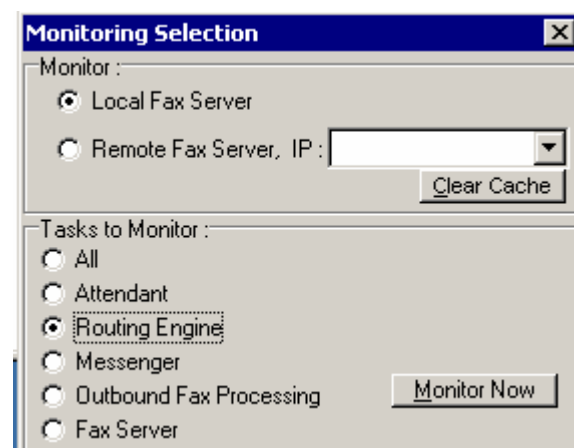 Monitoring Selection
Monitor :
Local Fax Server
Remote Fax Server, IP :
Clear Cache
Tasks to Monitor :
All
Attendant
Routing Engine
Messenger
Outbound Fax Processing
Monitor Now
Fax Server